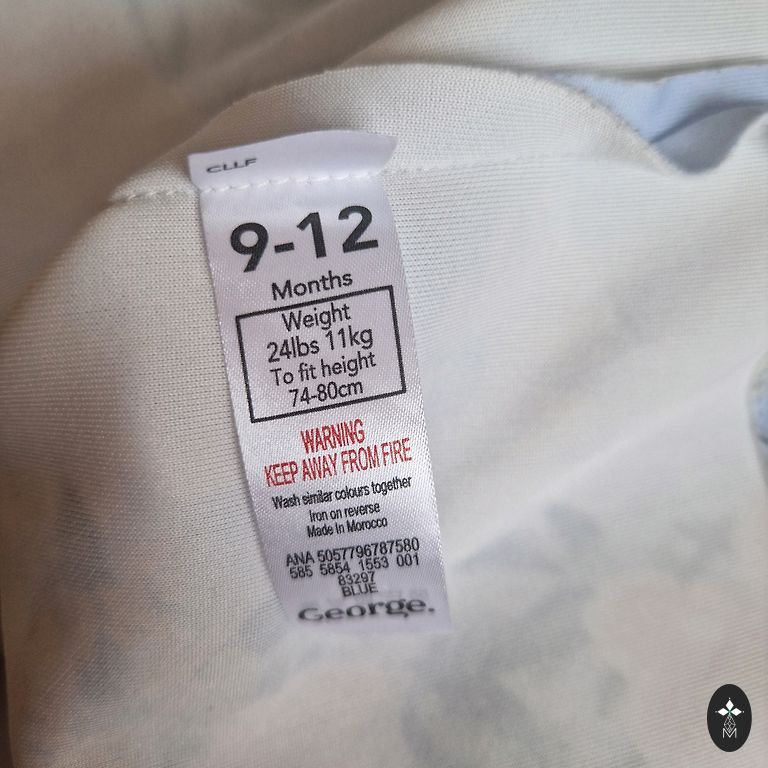 9-12
Months
Weight
24lbs 11kg
To fit height
74-80cm
WARNING
KEEP AWAY FROM FIRE
Wash similar colours together
Iron on reverse
Made In Morocco
ANA 5057796787580
585 5854 1553 001
83297
BLUE
George.
M